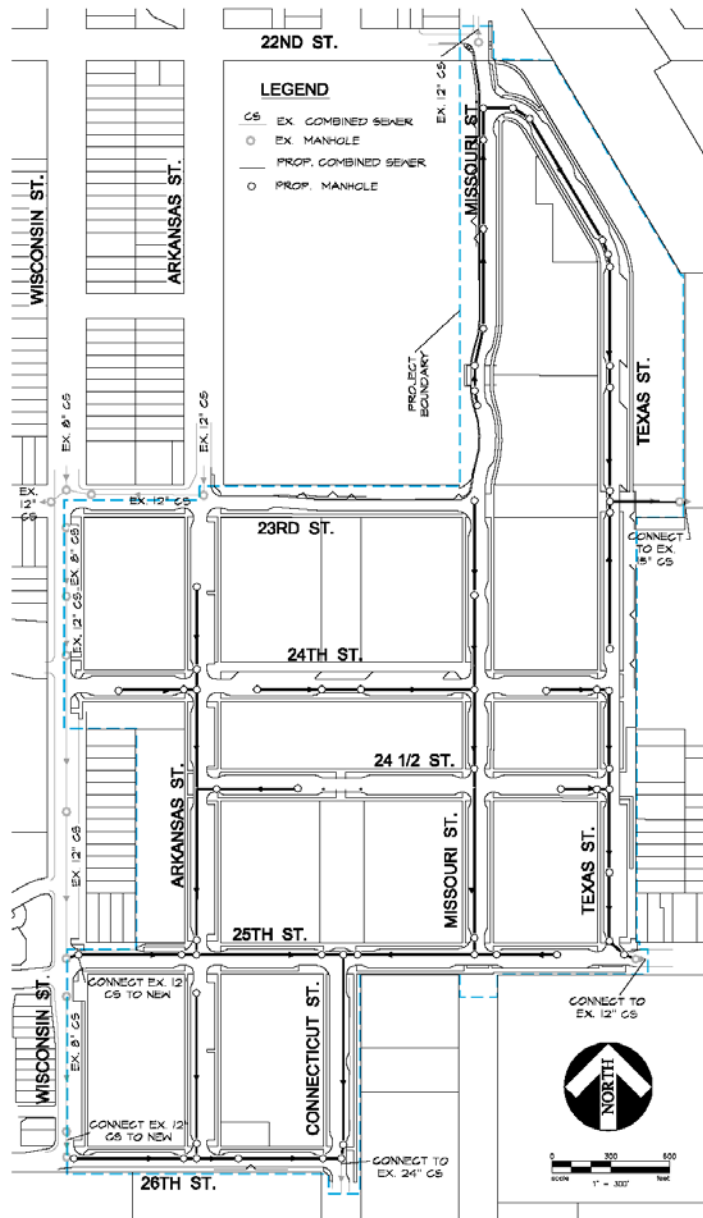 22ND ST.
EX. 12" CS
LEGEND
CS EX. COMBINED SEWER
EX. MANHOLE
PROP. COMBINED SEWER
PROP. MANHOLE
MISSOURI ST.
WISCONSIN ST.
ARKANSAS ST.
PROJECT
BOUNDARY
TEXAS ST.
EX. 8" CS
EX. 12" CS
EX.
12"
CS
EX. 12" CS
23RD ST.
CONNECT
TO EX.
15" CS
EX. 8" CS
EX. 12" CS
24TH ST.
24 1/2 ST.
ARKANSAS ST.
MISSOURI ST.
TEXAS ST.
EX. 12" CS
25TH ST.
CONNECT EX. 12"
CS TO NEW
CONNECT TO
EX. 12" CS
WISCONSIN ST.
EX. 8" CS
CONNECTICUT ST.
NORTH
CONNECT EX. 12"
CS TO NEW
CONNECT TO
EX. 24" CS
26TH ST.
0 300 600
scale 1" = 300' feet